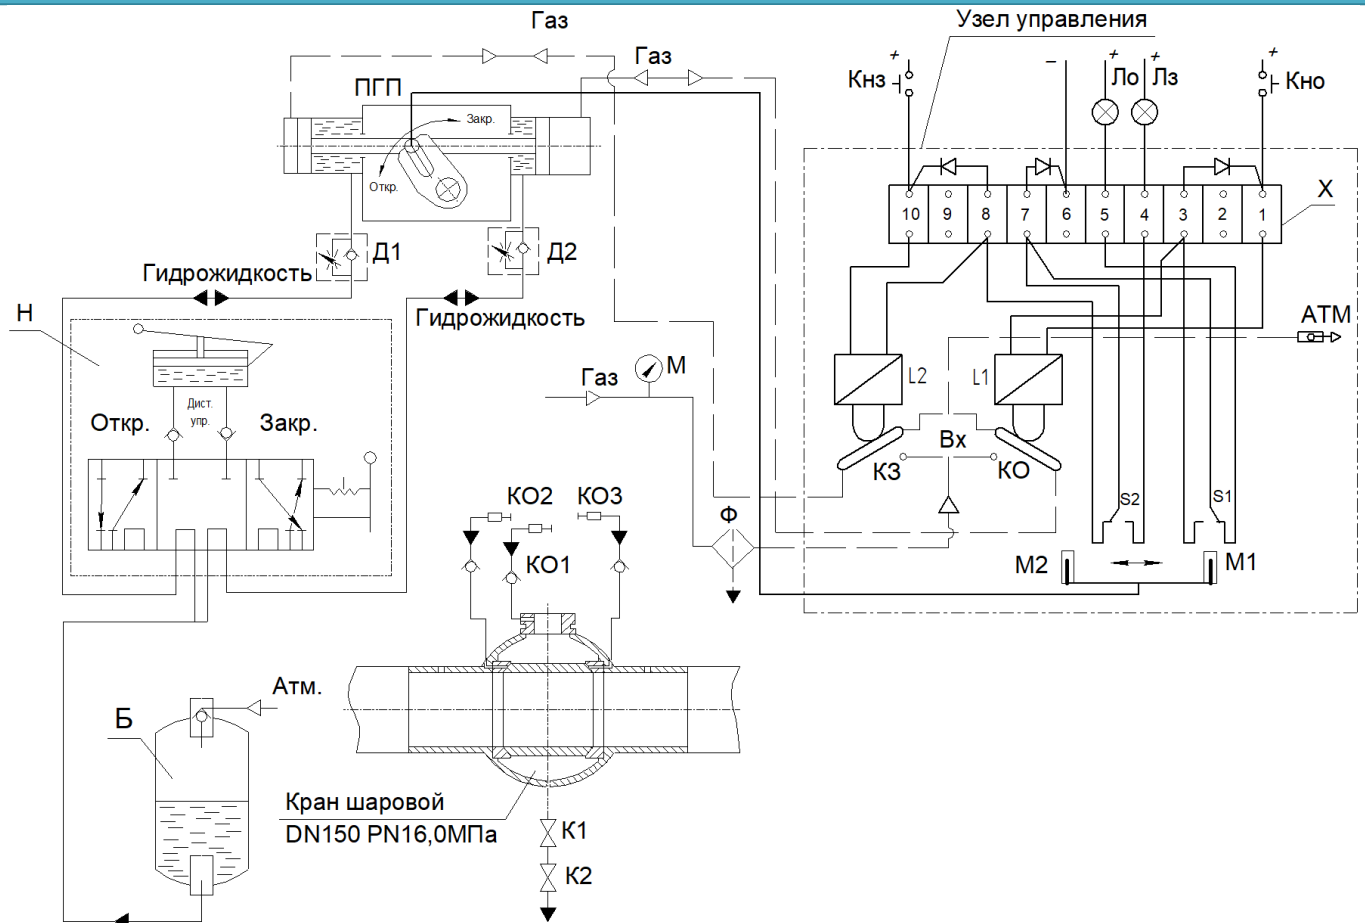 Газ
Узел управления
Газ
+
−
+
+
+
Кнз
Ло
Лз
Кно
ПГП
Закр.
Откр.
10
9
8
7
6
5
4
3
2
1
X
Д1
Д2
Гидрожидкость
Гидрожидкость
Н
АТМ
М
Газ
L2
L1
Дист.
упр.
Откр.
Закр.
Вх
КЗ
КО
КО2
КО3
S2
S1
Ф
КО1
М2
М1
Атм.
Б
Кран шаровой
DN150 PN16,0МПа
К1
К2